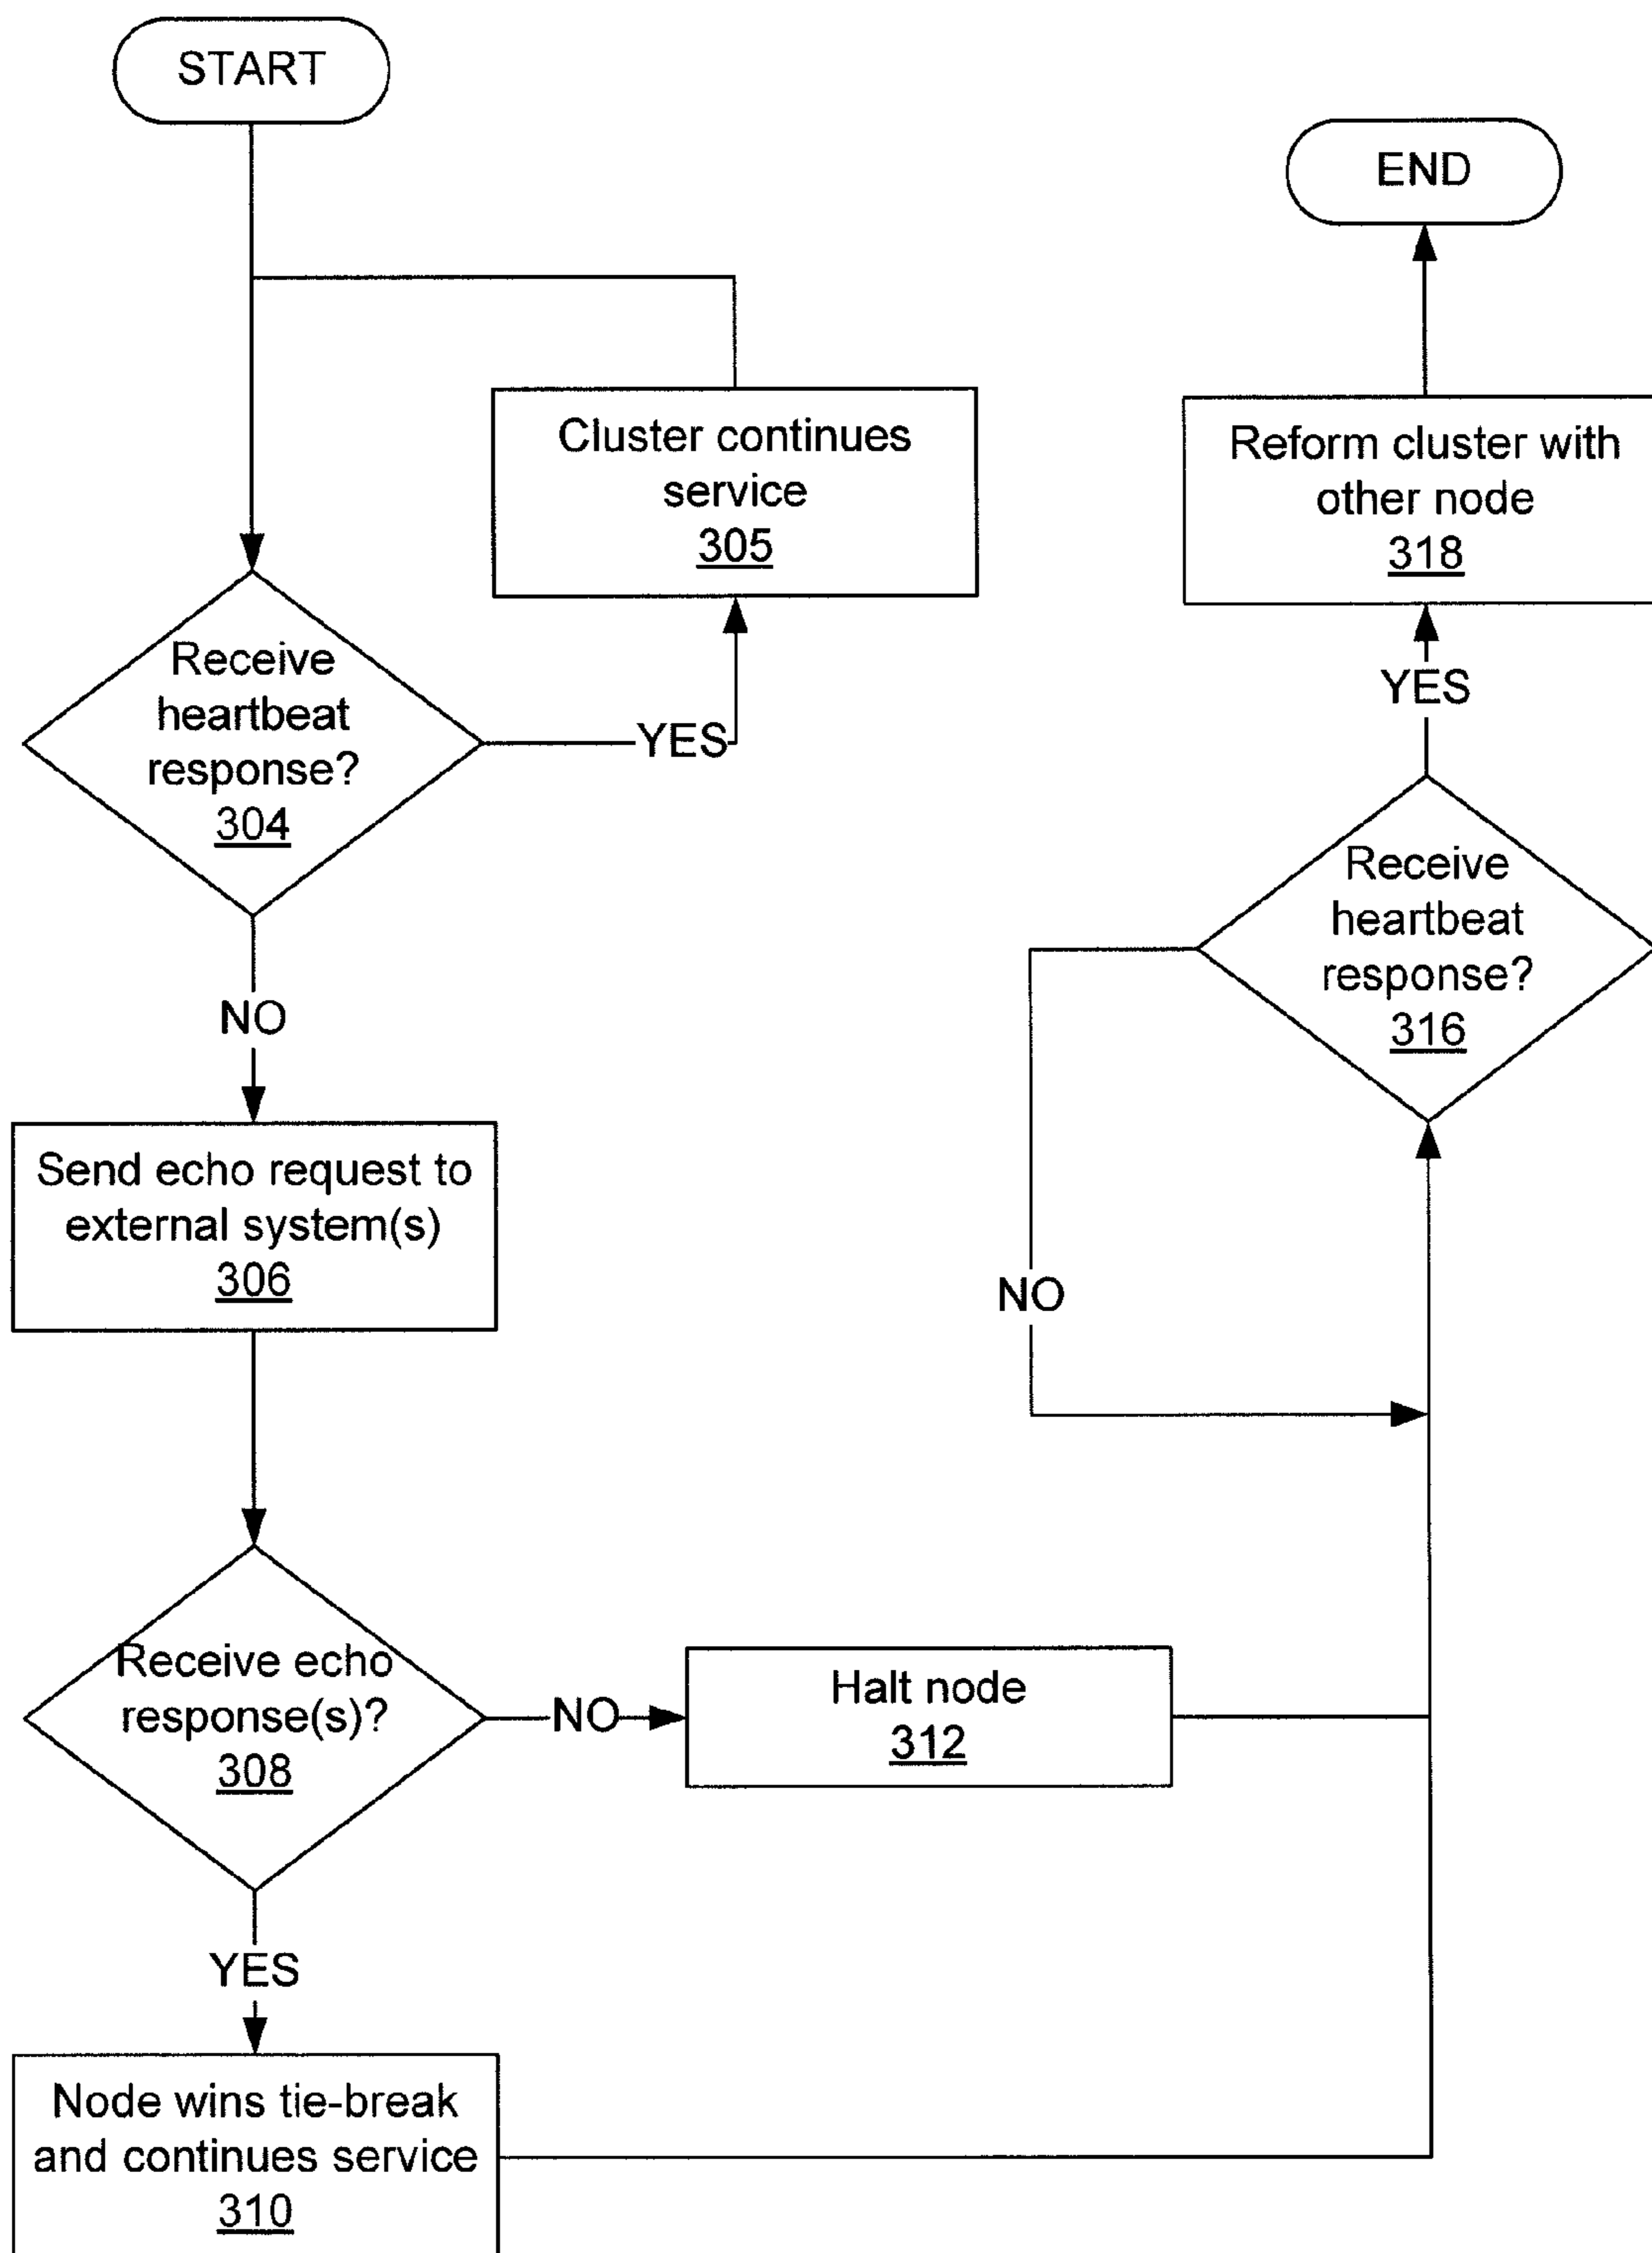 START
END
Cluster continues
service
305
Reform cluster with
other node
318
Receive
heartbeat
response?
304
YES
YES
Receive
heartbeat
response?
316
NO
NO
Send echo request to
external system(s)
306
Receive echo
response(s)?
308
NO
Halt node
312
YES
Node wins tie-break
and continues service
310